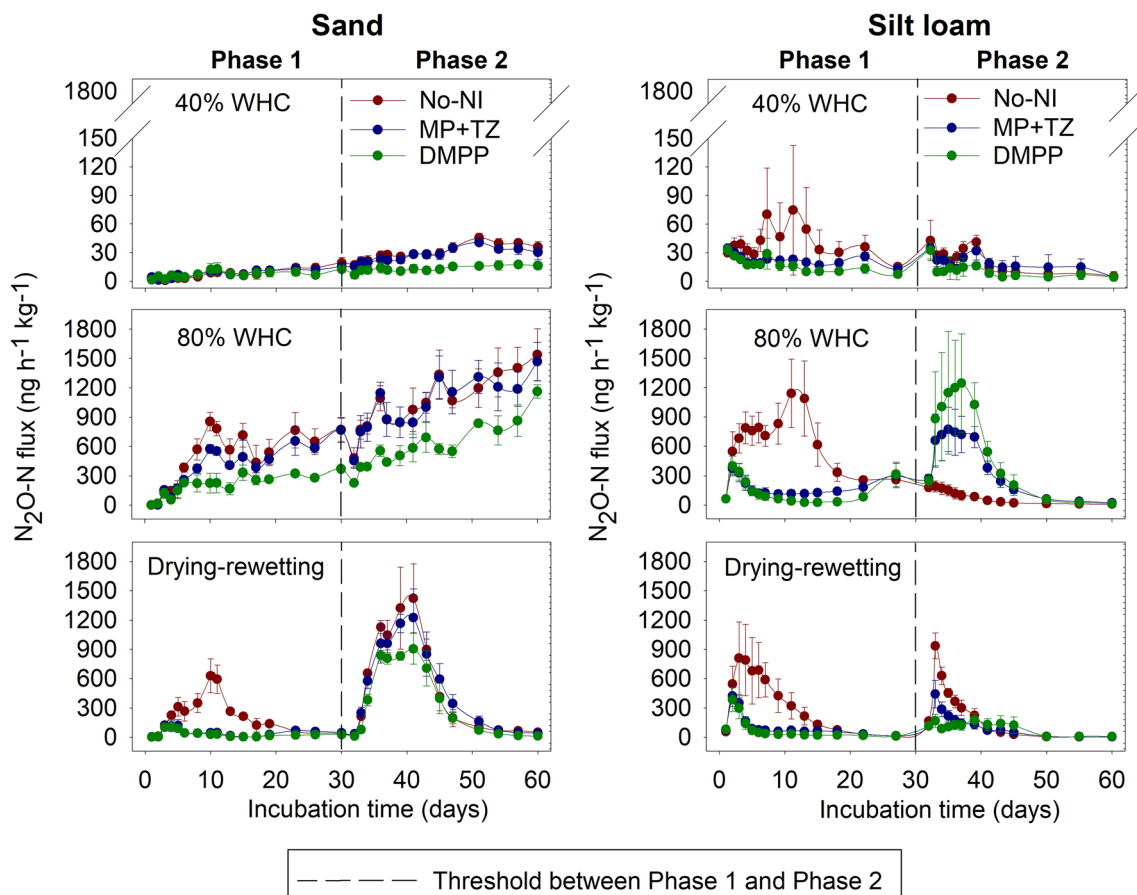 Sand
Silt loam
Phase 1 Phase 2
Phase 1 Phase 2
N₂O-N flux (ng h⁻¹ kg⁻¹)
1800
40% WHC
No-NI
MP+TZ
DMPP
150
120
90
60
30
0
1800
80% WHC
1500
1200
900
600
300
0
1800
Drying-rewetting
1500
1200
900
600
300
0
0 10 20 30 40 50 60
Incubation time (days)
N₂O-N flux (ng h⁻¹ kg⁻¹)
1800
40% WHC
No-NI
MP+TZ
DMPP
150
120
90
60
30
0
1800
80% WHC
1500
1200
900
600
300
0
1800
Drying-rewetting
1500
1200
900
600
300
0
0 10 20 30 40 50 60
Incubation time (days)
Threshold between Phase 1 and Phase 2